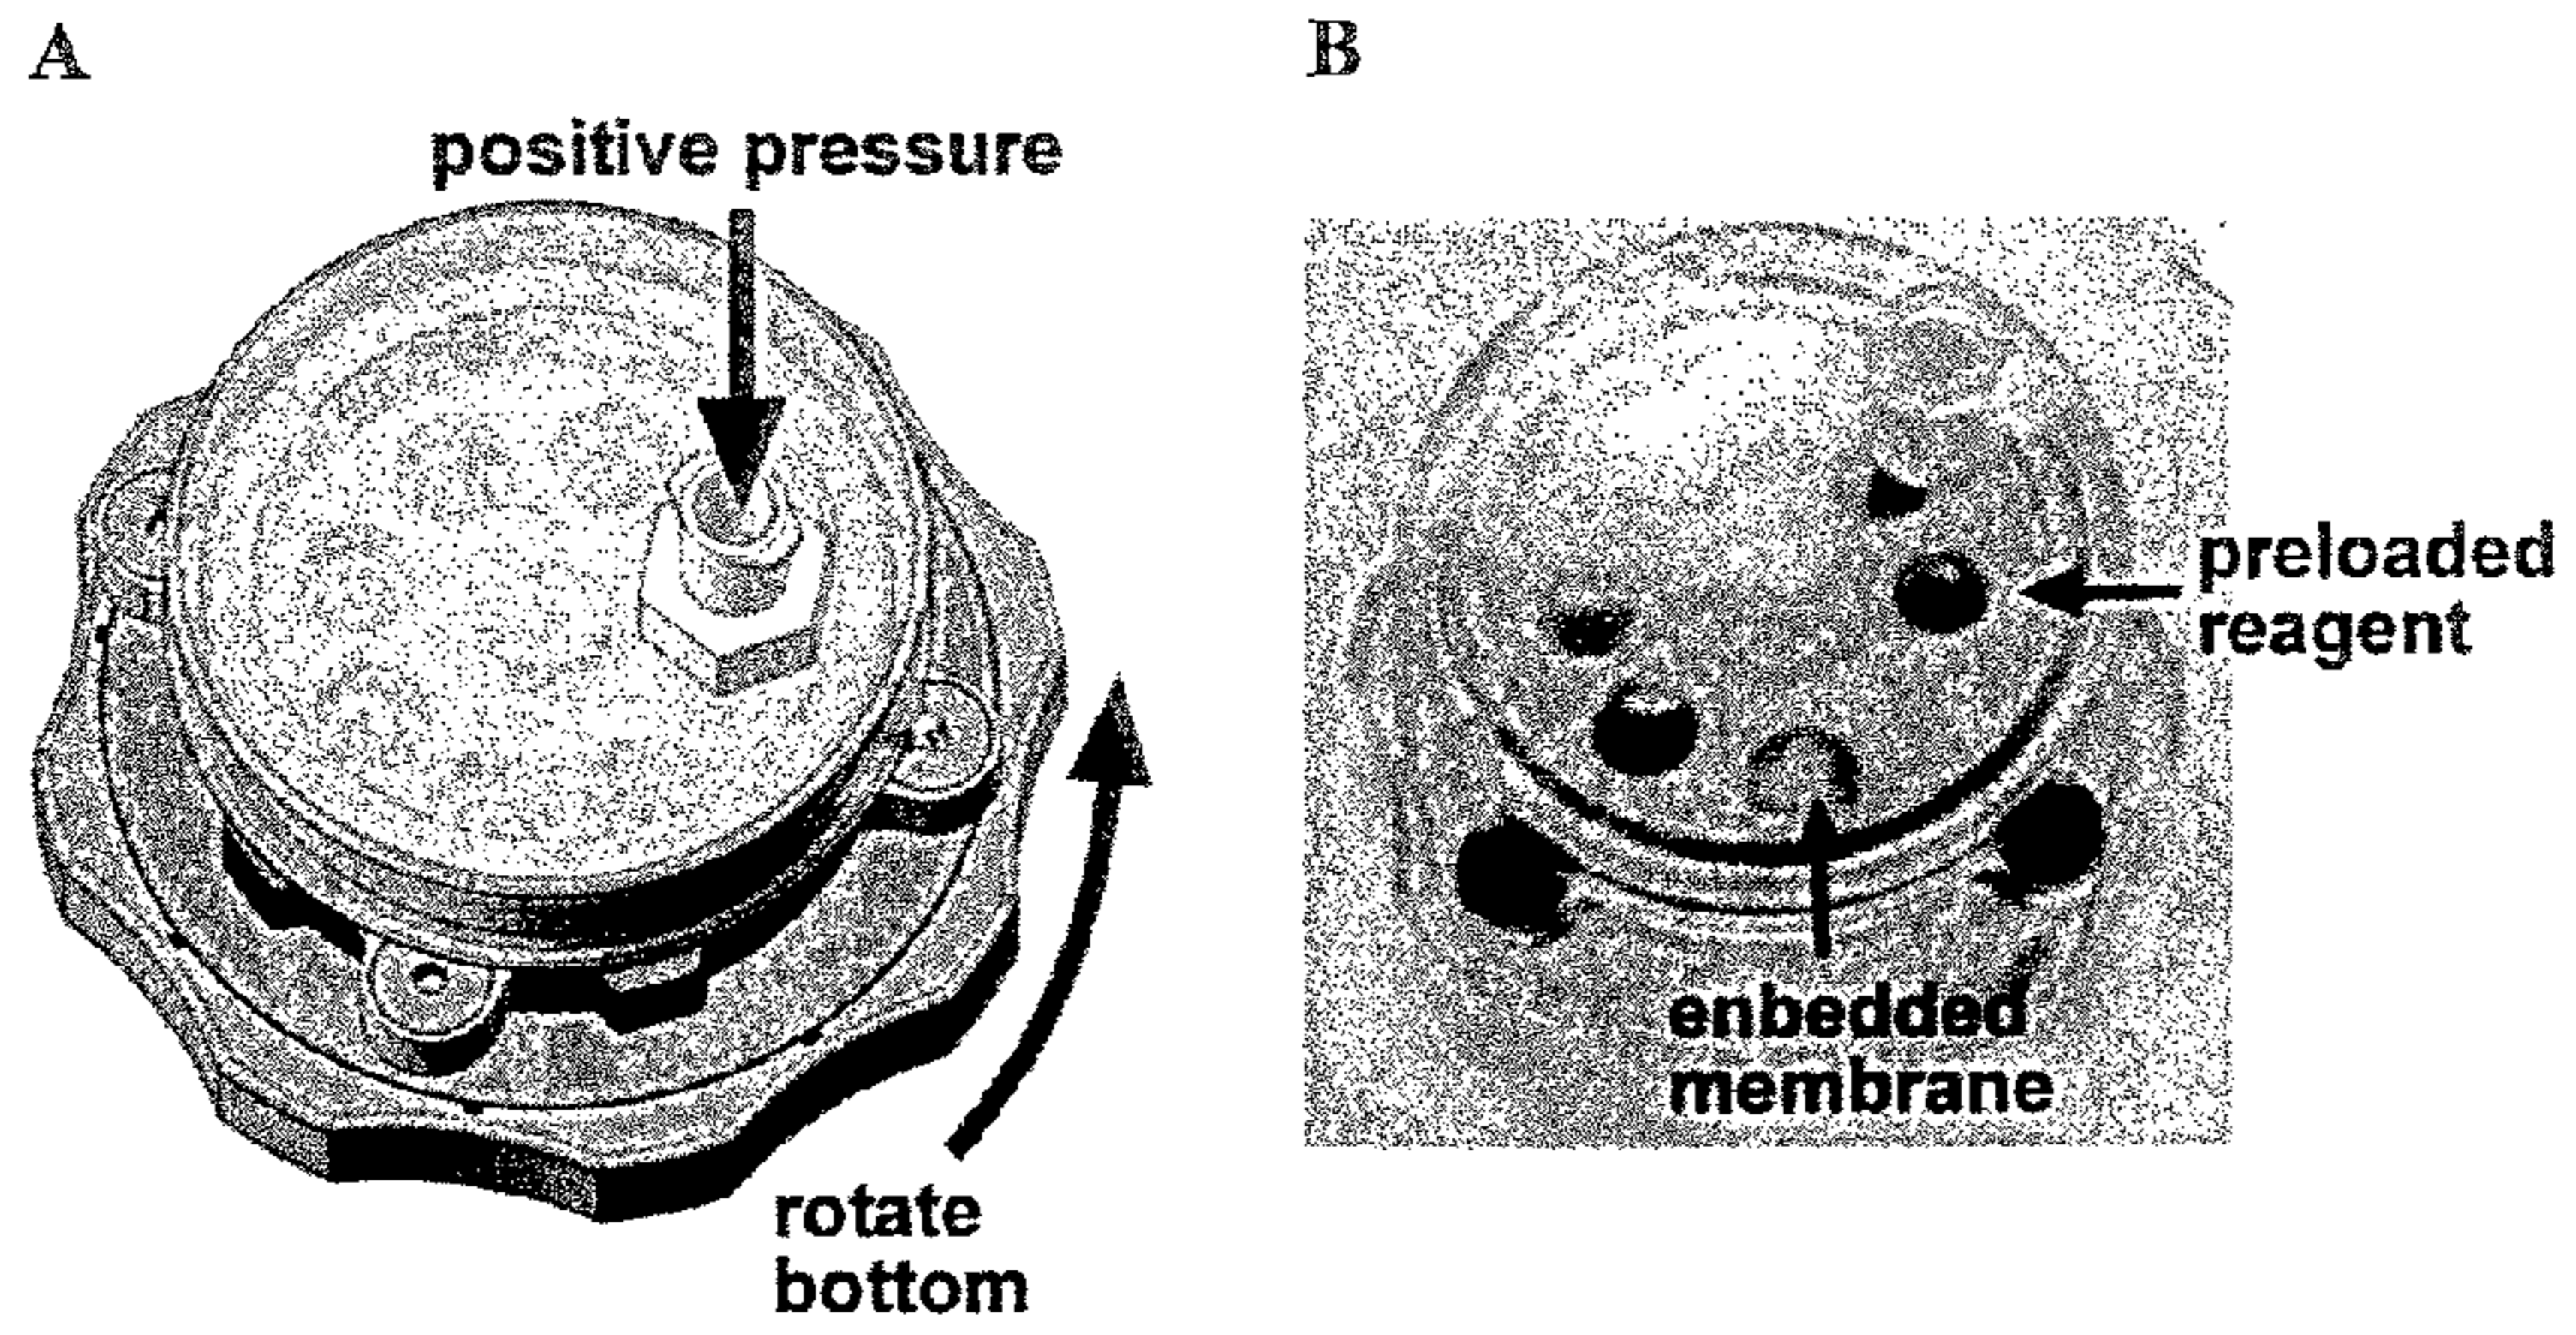 A
B
positive pressure
preloaded
reagent
enbedded
membrane
rotate
bottom